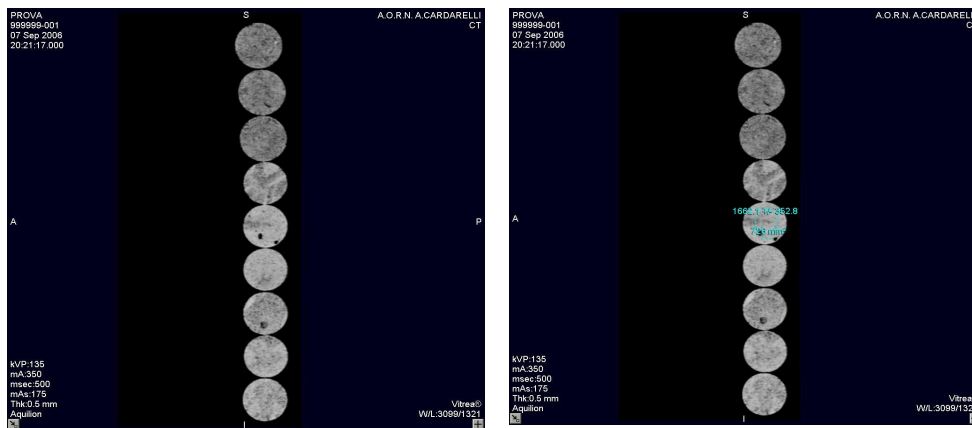 PROVA
999999-001
07 Sep 2006
20:21:17.000
S
A.O.R.N. A.CARDARELLI
CT
A
P
kVP:135
mA:350
msec:500
mAs:175
Thk:0.5 mm
Aquilion
Vitrea®
W/L:3099/1321
PROVA
999999-001
07 Sep 2006
20:21:17.000
S
A.O.R.N. A.CARDARELLI
A
kVP:135
mA:350
msec:500
mAs:175
Thk:0.5 mm
Aquilion
Vitrea
W/L:3099/132